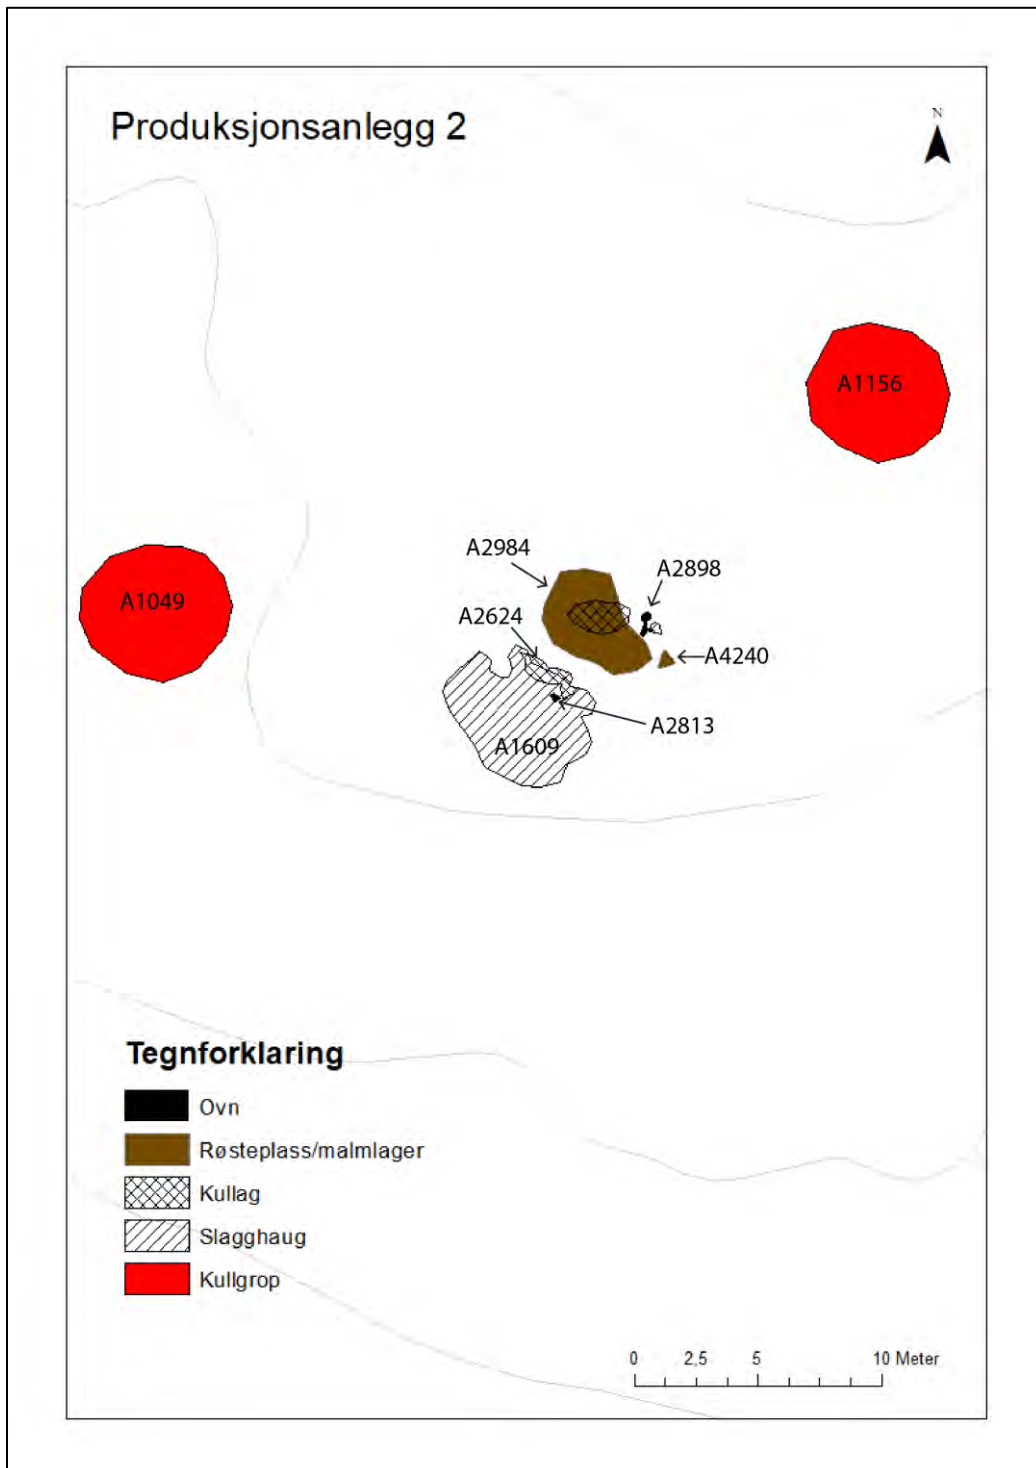 Produksjonsanlegg 2
N
A1156
A2984
A2898
A1049
A2624
A4240
A2813
A1609
Tegnforklaring
Ovn
Røsteplass/malmlager
Kullag
Slagghaug
Kullgrop
0 2,5 5 10 Meter